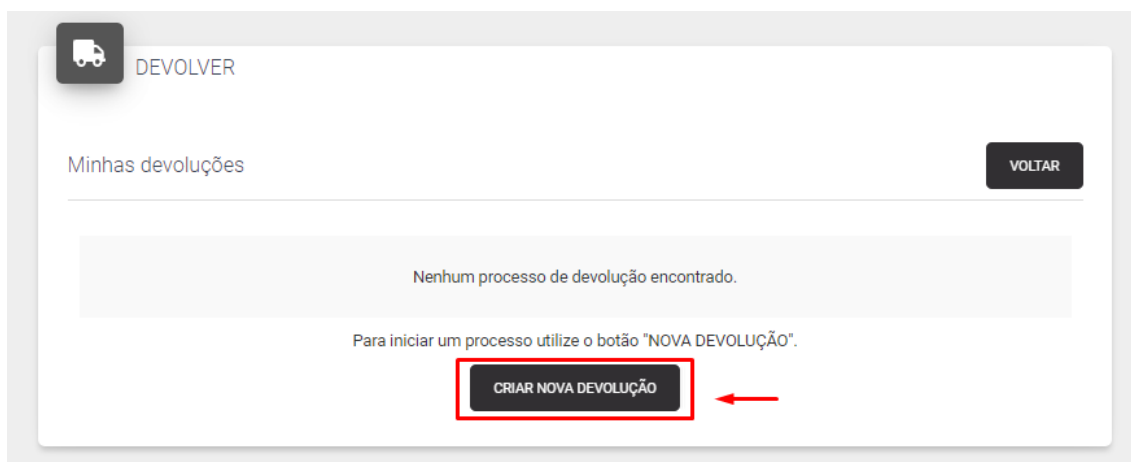 DEVOLVER
Minhas devoluções
VOLTAR
Nenhum processo de devolução encontrado.
Para iniciar um processo utilize o botão "NOVA DEVOLUÇÃO".
CRIAR NOVA DEVOLUÇÃO